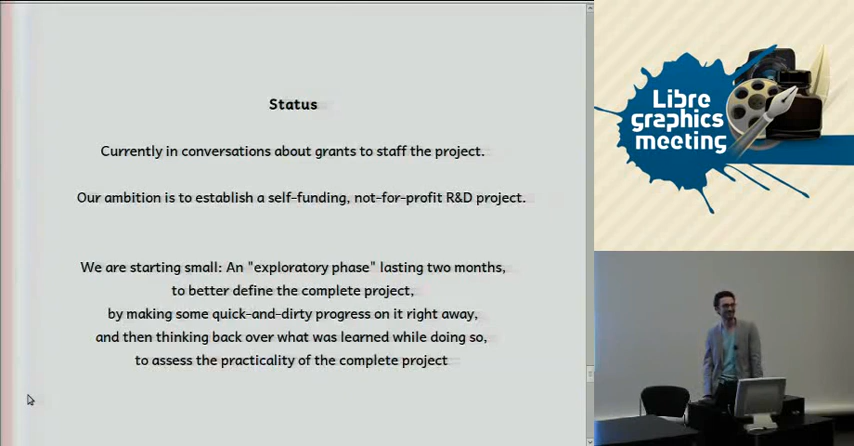 Status
Currently in conversations about grants to staff the project.
Our ambition is to establish a self-funding, not-for-profit R&D project.
We are starting small: An "exploratory phase" lasting two months,
to better define the complete project,
by making some quick-and-dirty progress on it right away,
and then thinking back over what was learned while doing so,
to assess the practicality of the complete project
Libre
graphics
meeting